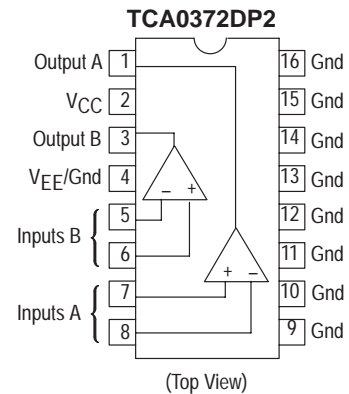 TCA0372DP2
Output A 1 16 Gnd
VCC 2 15 Gnd
Output B 3 14 Gnd
VEE/Gnd 4 13 Gnd
5 – + 12 Gnd
Inputs B
6 11 Gnd
7 + – 10 Gnd
Inputs A
8 9 Gnd
(Top View)